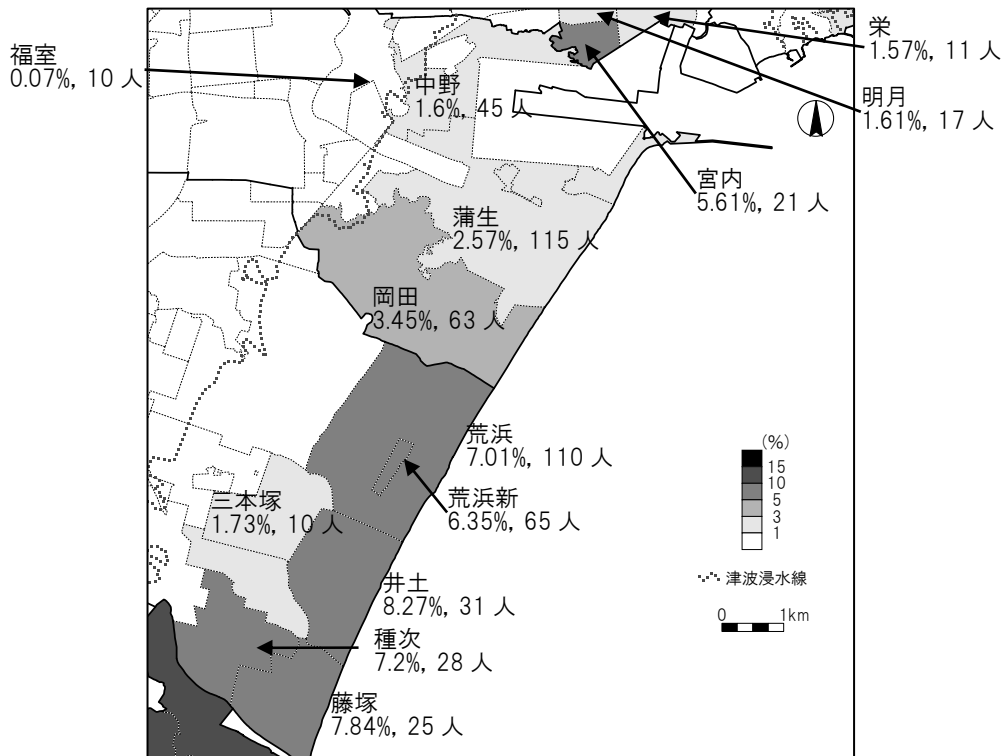 福室
0.07%, 10 人
中野
1.6%, 45 人
栄
1.57%, 11 人
明月
1.61%, 17 人
宮内
5.61%, 21 人
蒲生
2.57%, 115 人
岡田
3.45%, 63 人
荒浜
7.01%, 110 人
荒浜新
6.35%, 65 人
三本塚
1.73%, 10 人
井土
8.27%, 31 人
種次
7.2%, 28 人
藤塚
7.84%, 25 人
(%)
15
10
5
3
1
津波浸水線
0 1km